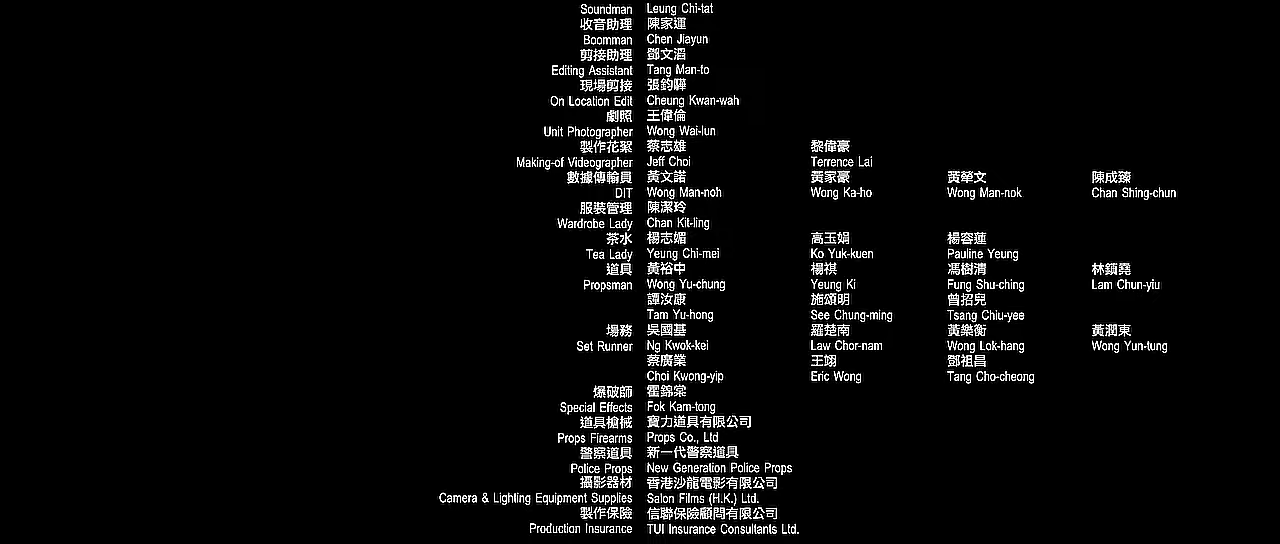 Soundman Leung Chi-tat
收音助理 陳家運
Boomman Chen Jiayun
剪接助理 鄧文滔
Editing Assistant Tang Man-to
現場剪接 張鈞驊
On Location Edit Cheung Kwan-wah
劇照 王偉倫
Unit Photographer Wong Wai-lun
製作花絮 蔡志雄 黎偉豪
Making-of Videographer Jeff Choi Terrence Lai
數據傳輸員 黃文諾 黃家豪 黃犖文 陳成臻
DIT Wong Man-noh Wong Ka-ho Wong Man-nok Chan Shing-chun
服裝管理 陳潔玲
Wardrobe Lady Chan Kit-ling
茶水 楊志媚 高玉娟 楊容蓮
Tea Lady Yeung Chi-mei Ko Yuk-kuen Pauline Yeung
道具 黃裕中 楊祺 馮樹清
Propsman Wong Yu-chung Yeung Ki Fung Shu-ching Lam Chun-yiu
譚汝康 施頌明 曾招兒
Tam Yu-hong See Chung-ming Tsang Chiu-yee
場務 吳國基 羅楚南 黃樂衡 黃潤東
Set Runner Ng Kwok-kei Law Chor-nam Wong Lok-hang Wong Yun-tung
蔡廣業 王翊 鄧祖昌
Choi Kwong-yip Eric Wong Tang Cho-cheong
爆破師 霍錦棠
Special Effects Fok Kam-tong
道具槍械 寶力道具有限公司
Props Firearms Props Co., Ltd
警察道具 新一代警察道具
Police Props New Generation Police Props
攝影器材 香港沙龍電影有限公司
Camera & Lighting Equipment Supplies Salon Films (H.K.) Ltd.
製作保險 信聯保險顧問有限公司
Production Insurance TUI Insurance Consultants Ltd.